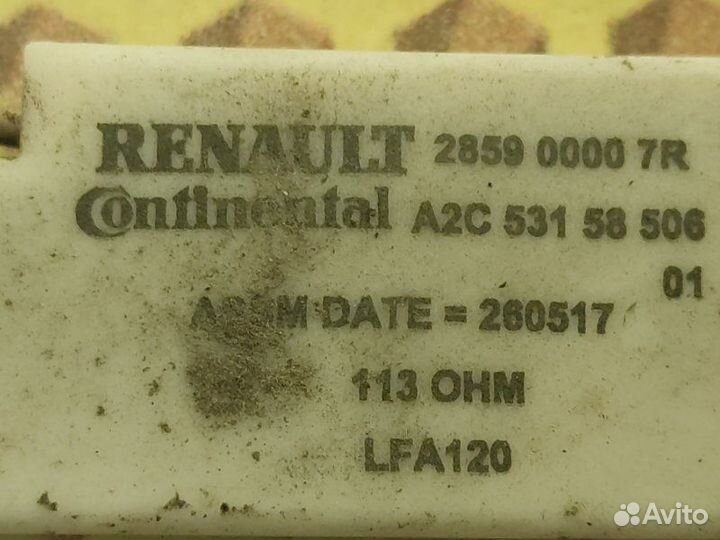 RENAULT 2859 0000 7R
Continental A2C 531 58 506
01
DATE = 260517
113 OHM
LFA120
Avito